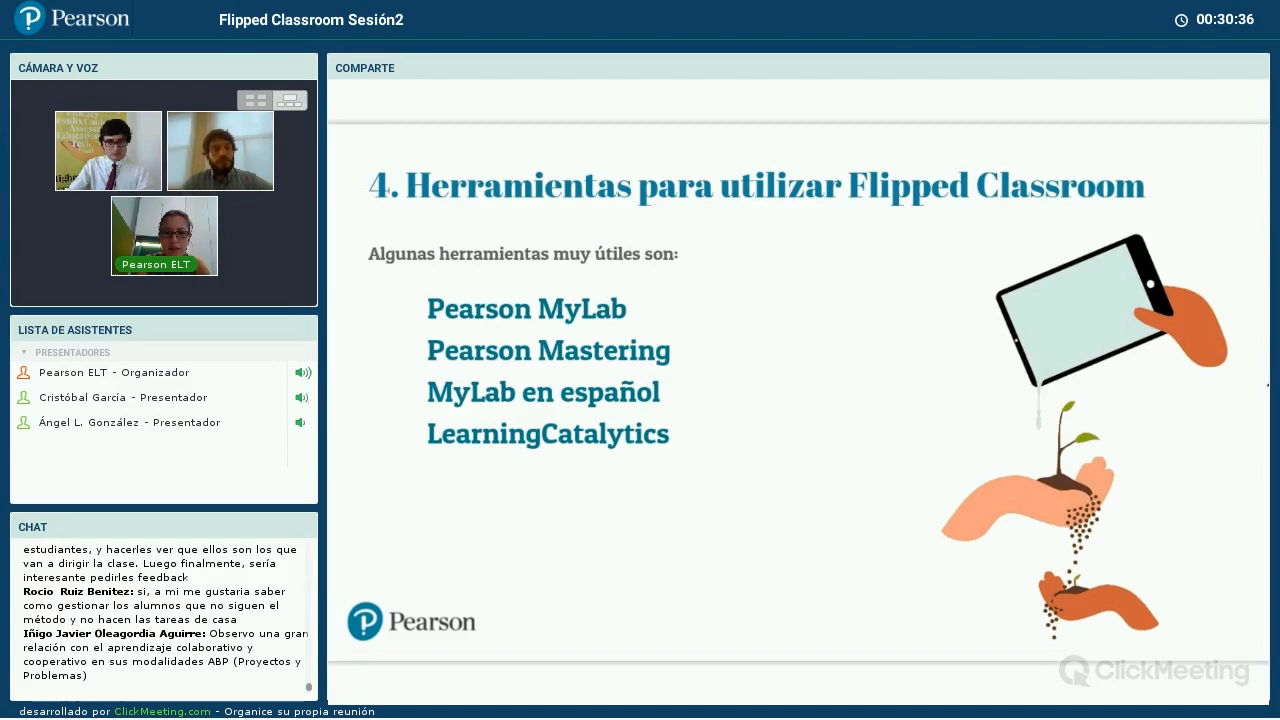 Pearson
Flipped Classroom Sesión2
00:30:36
CÁMARA Y VOZ
Pearson ELT
LISTA DE ASISTENTES
PRESENTADORES
Pearson ELT - Organizador
Cristóbal García - Presentador
Ángel L. González - Presentador
CHAT
estudiantes, y hacerles ver que ellos son los que
van a dirigir la clase. Luego finalmente, sería
interesante pedirles feedback
Rocio Ruiz Benitez: si, a mi me gustaria saber
como gestionar los alumnos que no siguen el
método y no hacen las tareas de casa
Iñigo Javier Oleagordia Aguirre: Observo una gran
relación con el aprendizaje colaborativo y
cooperativo en sus modalidades ABP (Proyectos y
Problemas)
desarrollado por ClickMeeting.com - Organice su propia reunión
COMPARTE
4. Herramientas para utilizar Flipped Classroom
Algunas herramientas muy útiles son:
Pearson MyLab
Pearson Mastering
MyLab en español
LearningCatalytics
Pearson
ClickMeeting